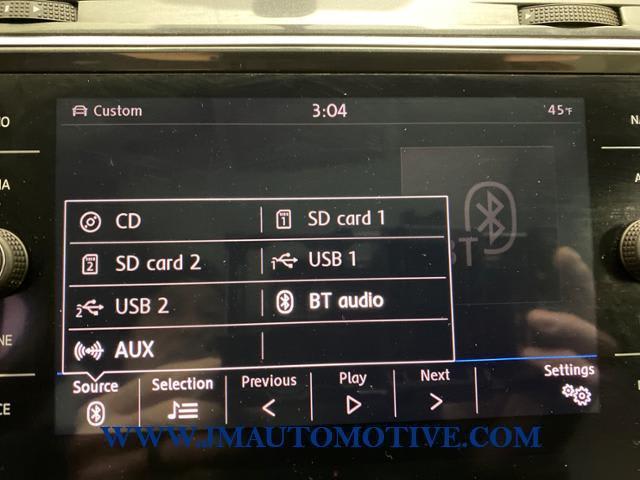 Custom 3:04 45°F
CD
SD card 1
SD card 2
USB 1
USB 2
BT audio
AUX
BT
Source
Selection
Previous
Play
Next
Settings
WWW.JMAUTOMOTIVE.COM